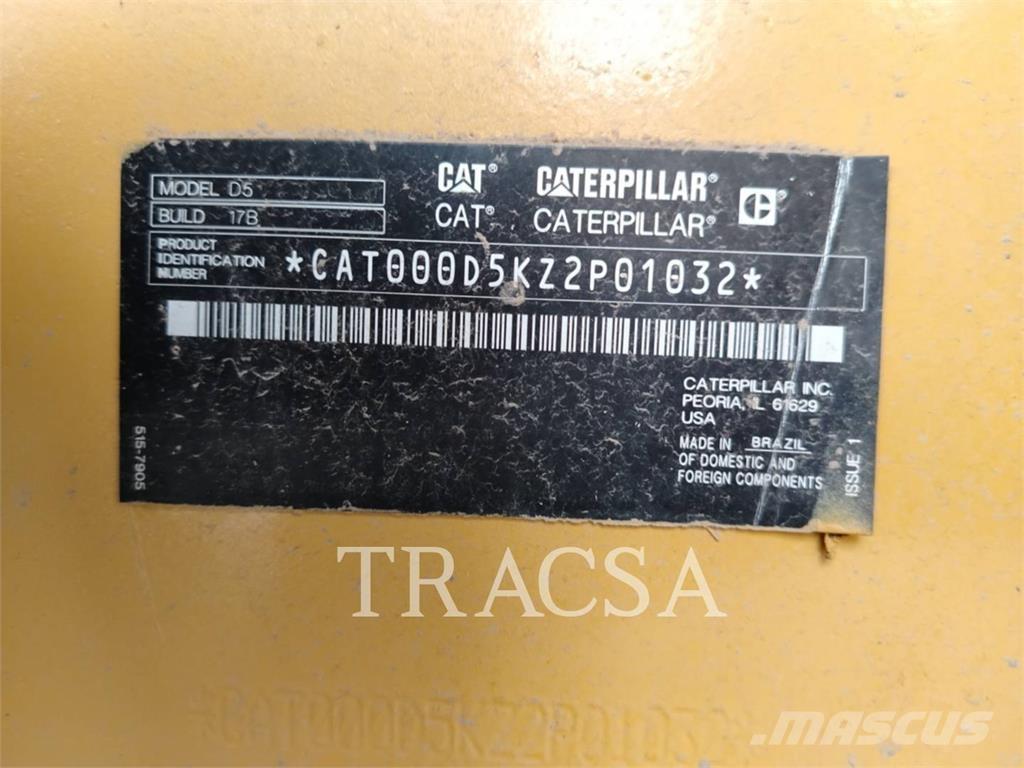 MODEL D5
BUILD 17B
CAT® CATERPILLAR®
CAT® CATERPILLAR®
PRODUCT
IDENTIFICATION
NUMBER
*CAT000D5KZ2P01032*
CATERPILLAR INC.
PEORIA, IL 61629
USA
MADE IN BRAZIL
OF DOMESTIC AND
FOREIGN COMPONENTS
515-7905
ISSUE 1
TRACSA
*CAT000D5KZ2P01032*
MASCUS